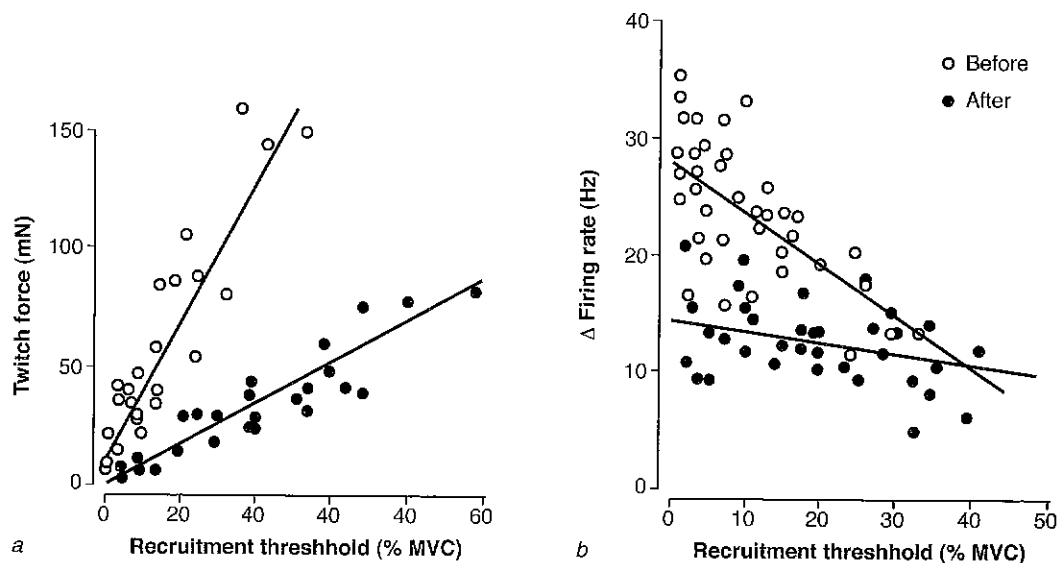 150
100
50
0
Twitch force (mN)
0 20 40 40 60
Recruitment threshhold (% MVC)
a
40
30
20
10
0
Δ Firing rate (Hz)
Before
After
0 10 20 30 40 50
Recruitment threshhold (% MVC)
b